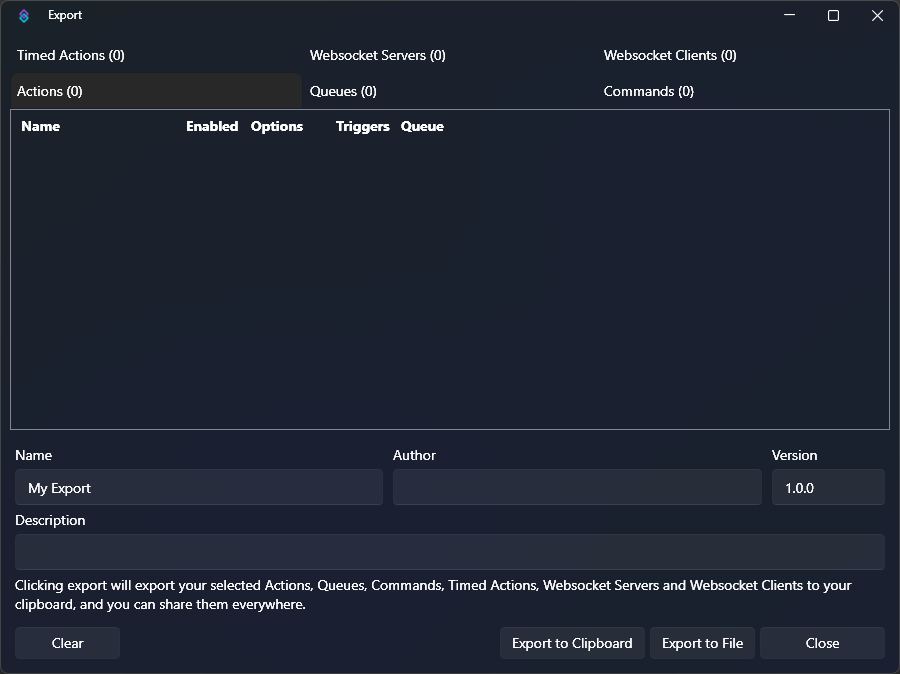 Export
Timed Actions (0) Websocket Servers (0) Websocket Clients (0)
Actions (0) Queues (0) Commands (0)
Name Enabled Options Triggers Queue
Name Author Version
My Export 1.0.0
Description
Clicking export will export your selected Actions, Queues, Commands, Timed Actions, Websocket Servers and Websocket Clients to your
clipboard, and you can share them everywhere.
Clear Export to Clipboard Export to File Close